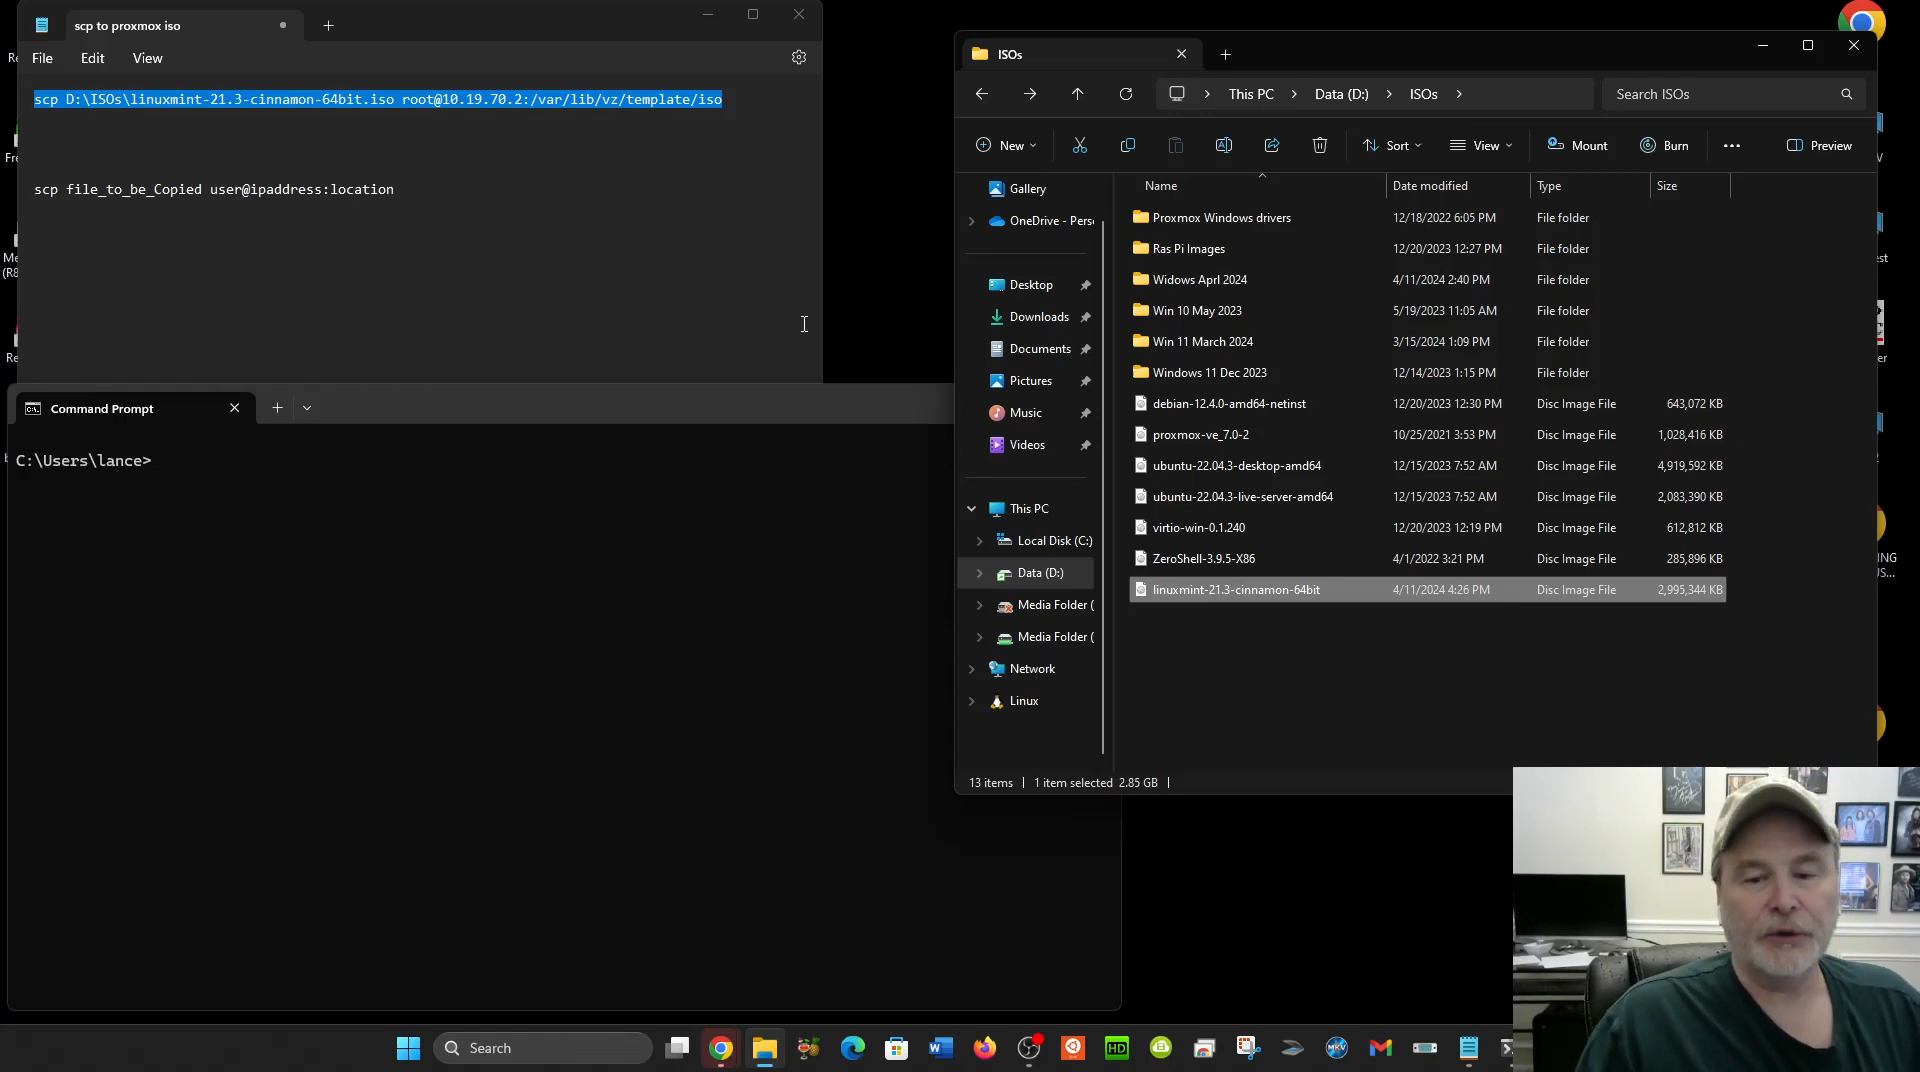 scp to proxmox iso
File Edit View
scp D:\ISOs\linuxmint-21.3-cinnamon-64bit.iso root@10.19.70.2:/var/lib/vz/template/iso
scp file_to_be_Copied user@ipaddress:location
Command Prompt
C:\Users\lance>
ISOs
This PC Data (D:) ISOs
Search ISOs
New Sort View Mount Burn Preview
Gallery
OneDrive - Pers
Desktop
Downloads
Documents
Pictures
Music
Videos
This PC
Local Disk (C:)
Data (D:)
Media Folder (
Media Folder (
Network
Linux
Name Date modified Type Size
Proxmox Windows drivers 12/18/2022 6:05 PM File folder
Ras Pi Images 12/20/2023 12:27 PM File folder
Widows Aprl 2024 4/11/2024 2:40 PM File folder
Win 10 May 2023 5/19/2023 11:05 AM File folder
Win 11 March 2024 3/15/2024 1:09 PM File folder
Windows 11 Dec 2023 12/14/2023 1:15 PM File folder
debian-12.4.0-amd64-netinst 12/20/2023 12:30 PM Disc Image File 643,072 KB
proxmox-ve_7.0-2 10/25/2021 3:53 PM Disc Image File 1,028,416 KB
ubuntu-22.04.3-desktop-amd64 12/15/2023 7:52 AM Disc Image File 4,919,592 KB
ubuntu-22.04.3-live-server-amd64 12/15/2023 7:52 AM Disc Image File 2,083,390 KB
virtio-win-0.1.240 12/20/2023 12:19 PM Disc Image File 612,812 KB
ZeroShell-3.9.5-X86 4/1/2022 3:21 PM Disc Image File 285,896 KB
linuxmint-21.3-cinnamon-64bit 4/11/2024 4:26 PM Disc Image File 2,995,344 KB
13 items 1 item selected 2.85 GB
Re
Fre
Me
(R8
Re
est
er
ING
US...
Search
W
HD
MKV